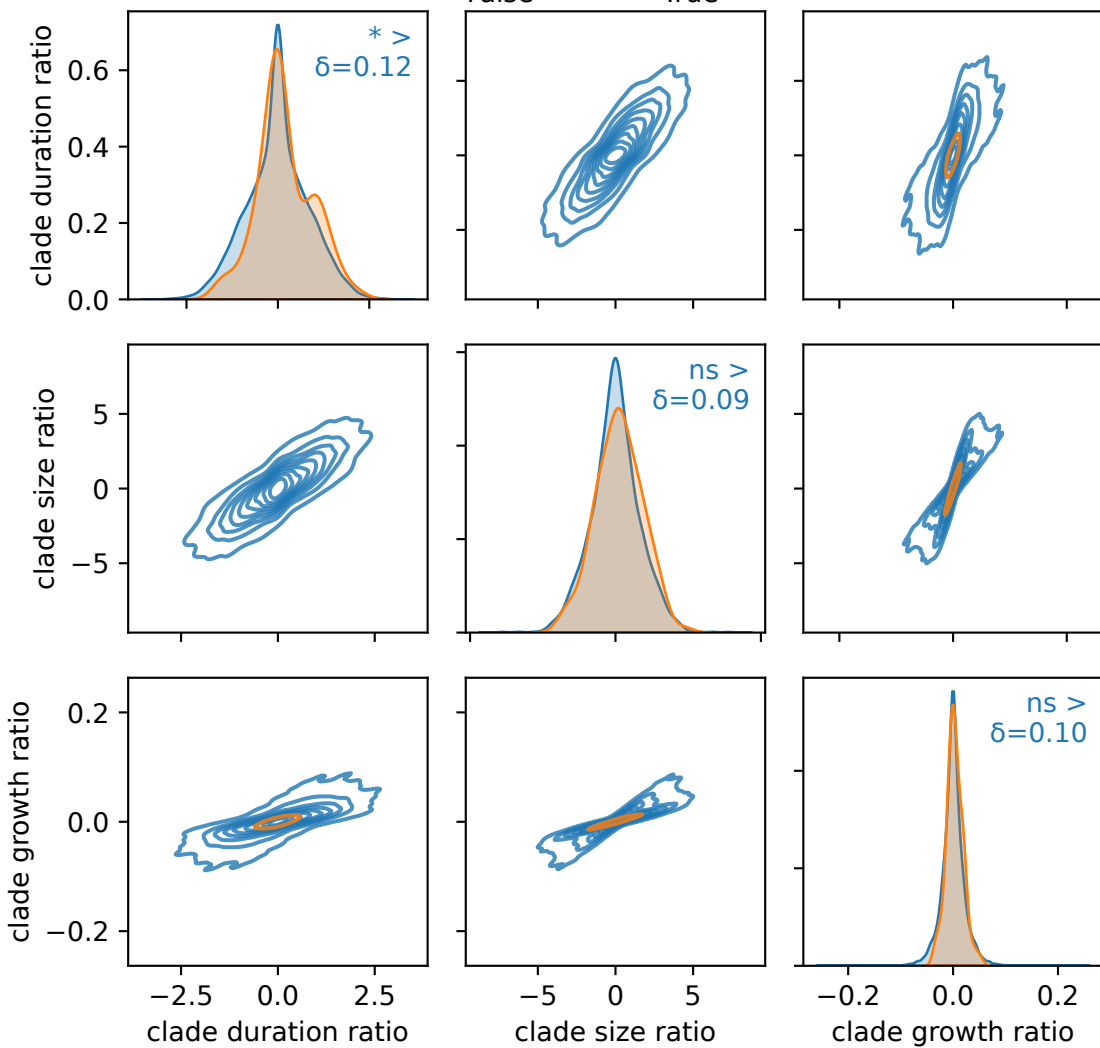 True
clade duration ratio
0.6
0.4
0.2
0.0
* >
δ=0.12
clade size ratio
5
0
−5
ns >
δ=0.09
clade growth ratio
0.2
0.0
−0.2
ns >
δ=0.10
−2.5 0.0 2.5
−5 0 5
−0.2 0.0 0.2
clade duration ratio
clade size ratio
clade growth ratio